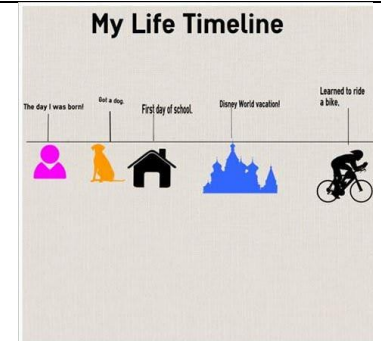 My Life Timeline
The day I was born!
Got a dog.
First day of school.
Disney World vacation!
Learned to ride
a bike.